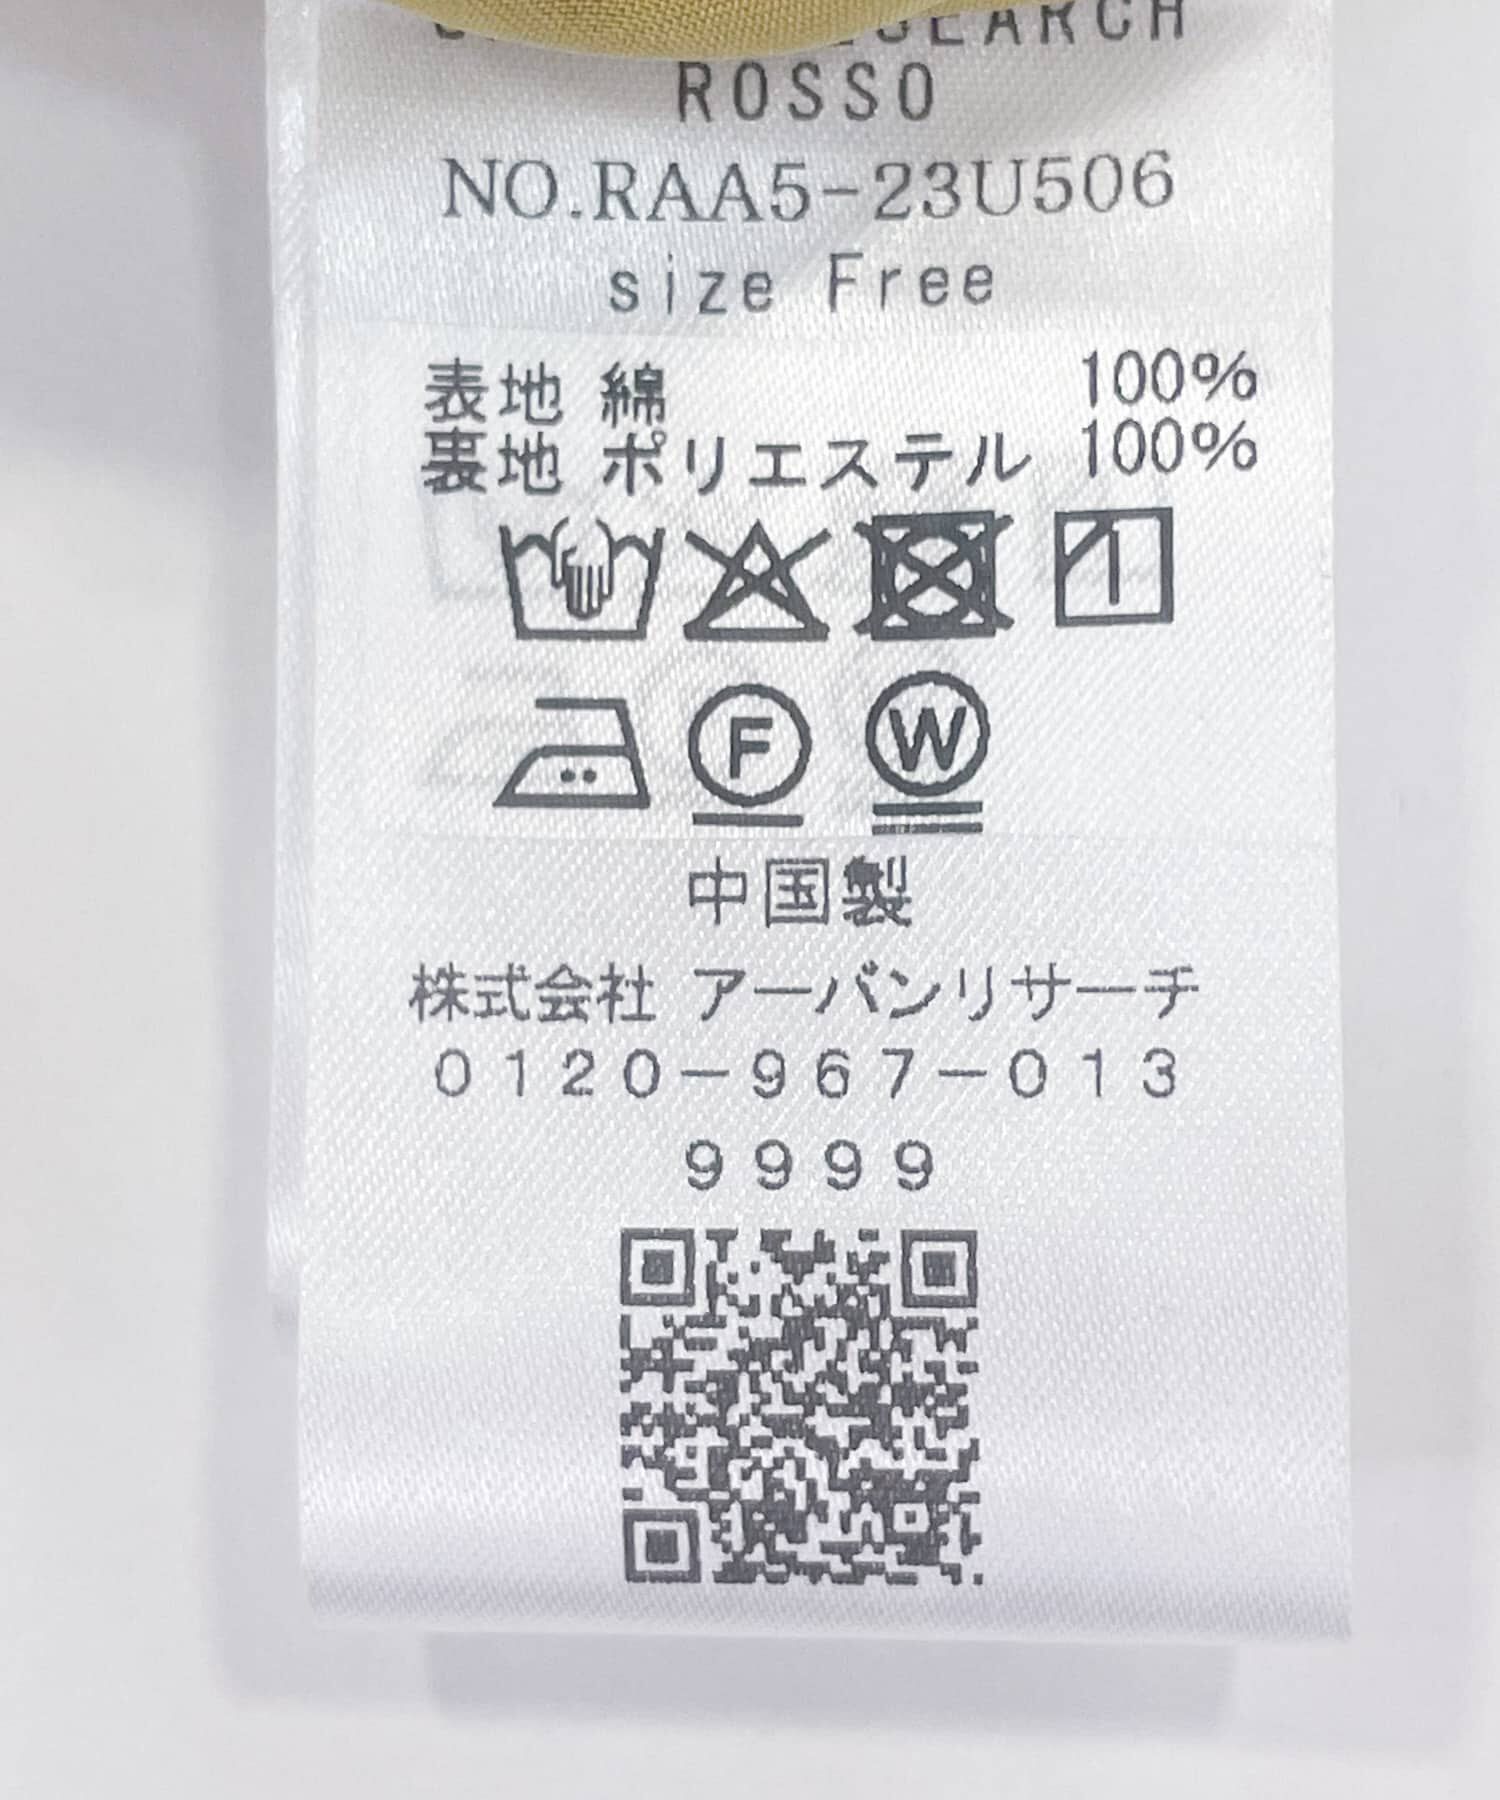 ROSSO
NO.RAA5-23U506
size Free
表地 綿 100%
裏地 ポリエステル 100%
F W
中国製
株式会社 アーバンリサーチ
0120-967-013
9999